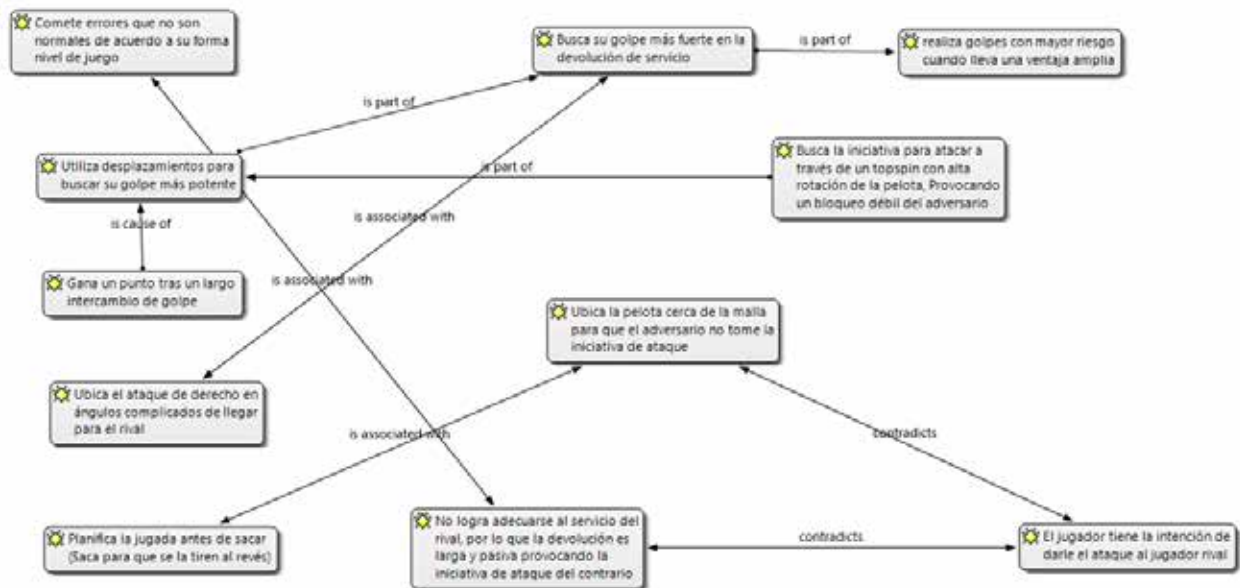 Comete errores que no son
normales de acuerdo a su forma
nivel de juego
Busca su golpe más fuerte en la
devolución de servicio
is part of
realiza golpes con mayor riesgo
cuando lleva una ventaja amplia
is part of
Utiliza desplazamientos para
buscar su golpe más potente
is part of
Busca la iniciativa para atacar a
través de un topspin con alta
rotación de la pelota, Provocando
un bloqueo débil del adversario
is cause of
is associated with
Gana un punto tras un largo
intercambio de golpe
is associated with
Ubica la pelota cerca de la malla
para que el adversario no tome la
iniciativa de ataque
Ubica el ataque de derecho en
ángulos complicados de llegar
para el rival
is associated with
contradicts
Planifica la jugada antes de sacar
(Saca para que se la tiren al revés)
No logra adecuarse al servicio del
rival, por lo que la devolución es
larga y pasiva provocando la
iniciativa de ataque del contrario
contradicts
El jugador tiene la intención de
darle el ataque al jugador rival